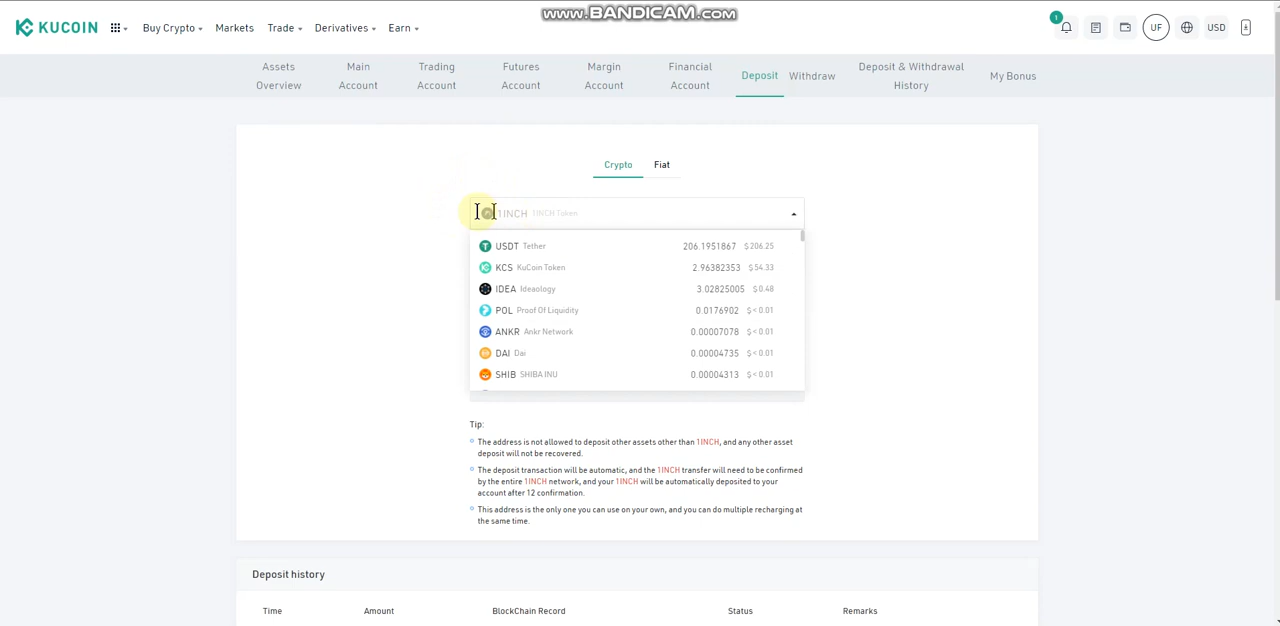 www.BANDICAM.com
KUCOIN Buy Crypto Markets Trade Derivatives Earn 1 UF USD
Assets Overview
Main Account
Trading Account
Futures Account
Margin Account
Financial Account
Deposit
Withdraw
Deposit & Withdrawal History
My Bonus
Crypto Fiat
1INCH 1INCH Token
USDT Tether 206.1951867 $206.25
KCS KuCoin Token 2.96382353 $54.33
IDEA Ideaology 3.02825005 $0.48
POL Proof Of Liquidity 0.0176902 $<0.01
ANKR Ankr Network 0.00007078 $<0.01
DAI Dai 0.00004735 $<0.01
SHIB SHIBA INU 0.00004313 $<0.01
Tip:
The address is not allowed to deposit other assets other than 1INCH, and any other asset
deposit will not be recovered.
The deposit transaction will be automatic, and the 1INCH transfer will need to be confirmed
by the entire 1INCH network, and your 1INCH will be automatically deposited to your
account after 12 confirmation.
This address is the only one you can use on your own, and you can do multiple recharging at
the same time.
Deposit history
Time Amount BlockChain Record Status Remarks